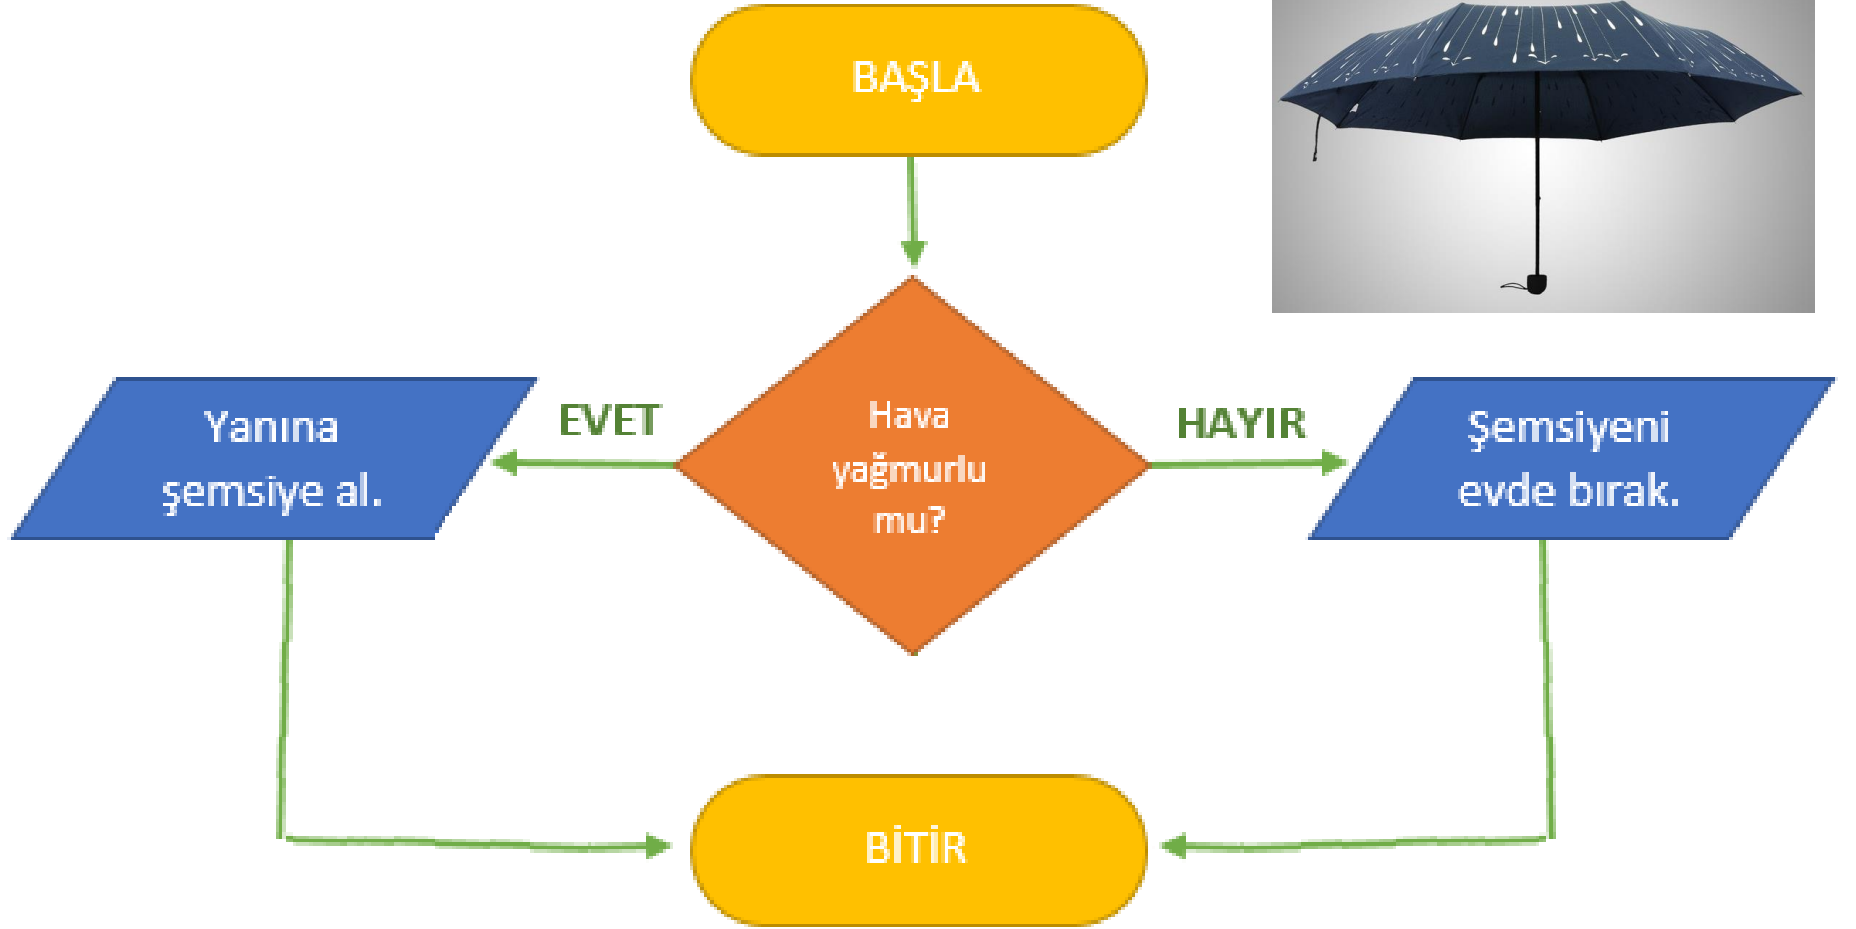 BAŞLA
Hava
yağmurlu
mu?
EVET
HAYIR
Yanına
şemsiye al.
Şemsiyeni
evde bırak.
BİTİR